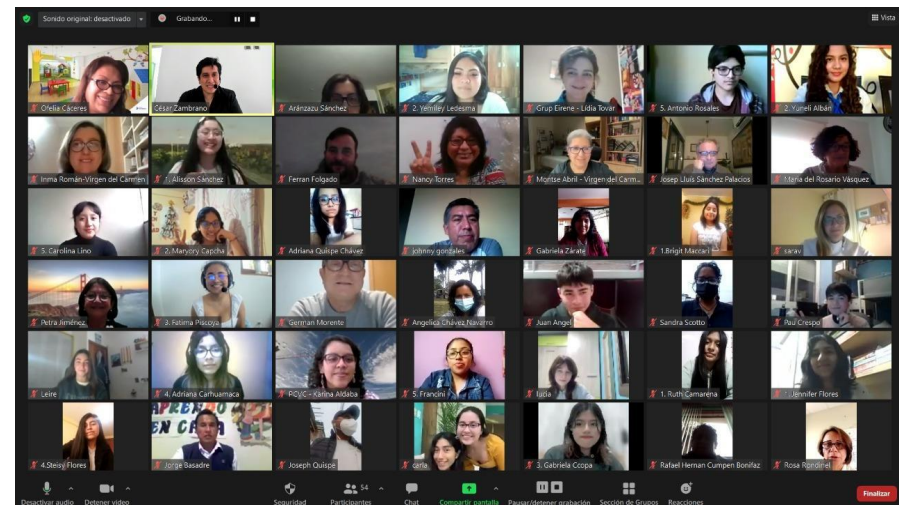 Sonido original: desactivado
Grabando...
Vista
Ofelia Cáceres
César Zambrano
Aránzazu Sánchez
2. Yemiley Ledesma
Grup Eirene - Lidia Tovar
5. Antonio Rosales
2. Yuneli Albán
Inma Román-Virgen del Carmen
1. Alisson Sánchez
Ferran Folgado
Nancy Torres
Montse Abril - Virgen del Carm...
Josep Lluís Sánchez Palacios
María del Rosario Vásquez
5. Carolina Lino
2. Maryory Capcha
Adriana Quispe Chávez
johnny gonzales
Gabriela Zárate
1.Brigit Maccari
sarav
Petra Jiménez
3. Fatima Piscoya
German Morente
Angelica Chávez Navarro
Juan Angel
Sandra Scotto
Pau Crespo
Leire
4. Adriana Carhuamaca
PCVC - Karina Aldaba
5. Francini
lucia
1. Ruth Camarena
Jennifer Flores
4.Steisy Flores
APRENDO
EN CASA
Jorge Basadre
Joseph Quispe
carla
3. Gabriela Ccopa
Rafael Hernan Cumpen Bonifaz
Rosa Rondinel
Desactivar audio
Detener video
Seguridad
54
Participantes
Chat
Compartir pantalla
Pausar/detener grabación
Sección de Grupos
Reacciones
Finalizar